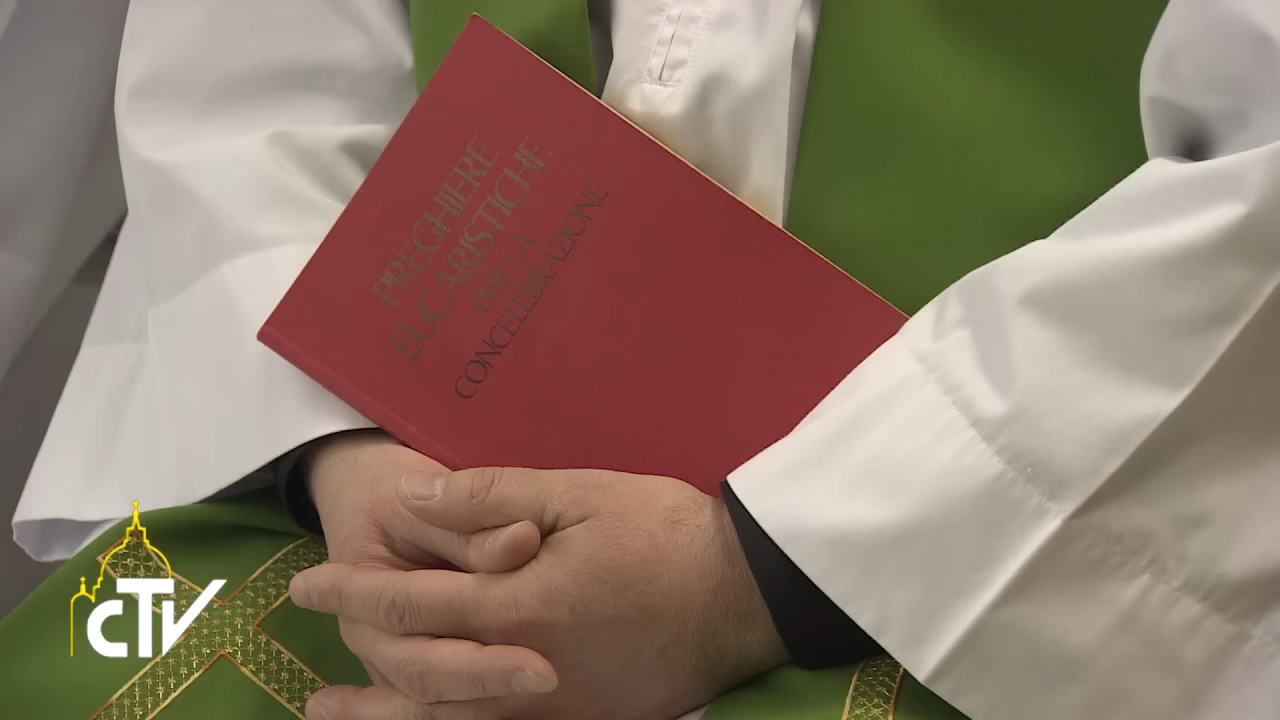 PREGHIERE
EUCARISTICHE
PER LA
CONCELEBRAZIONE
CTV